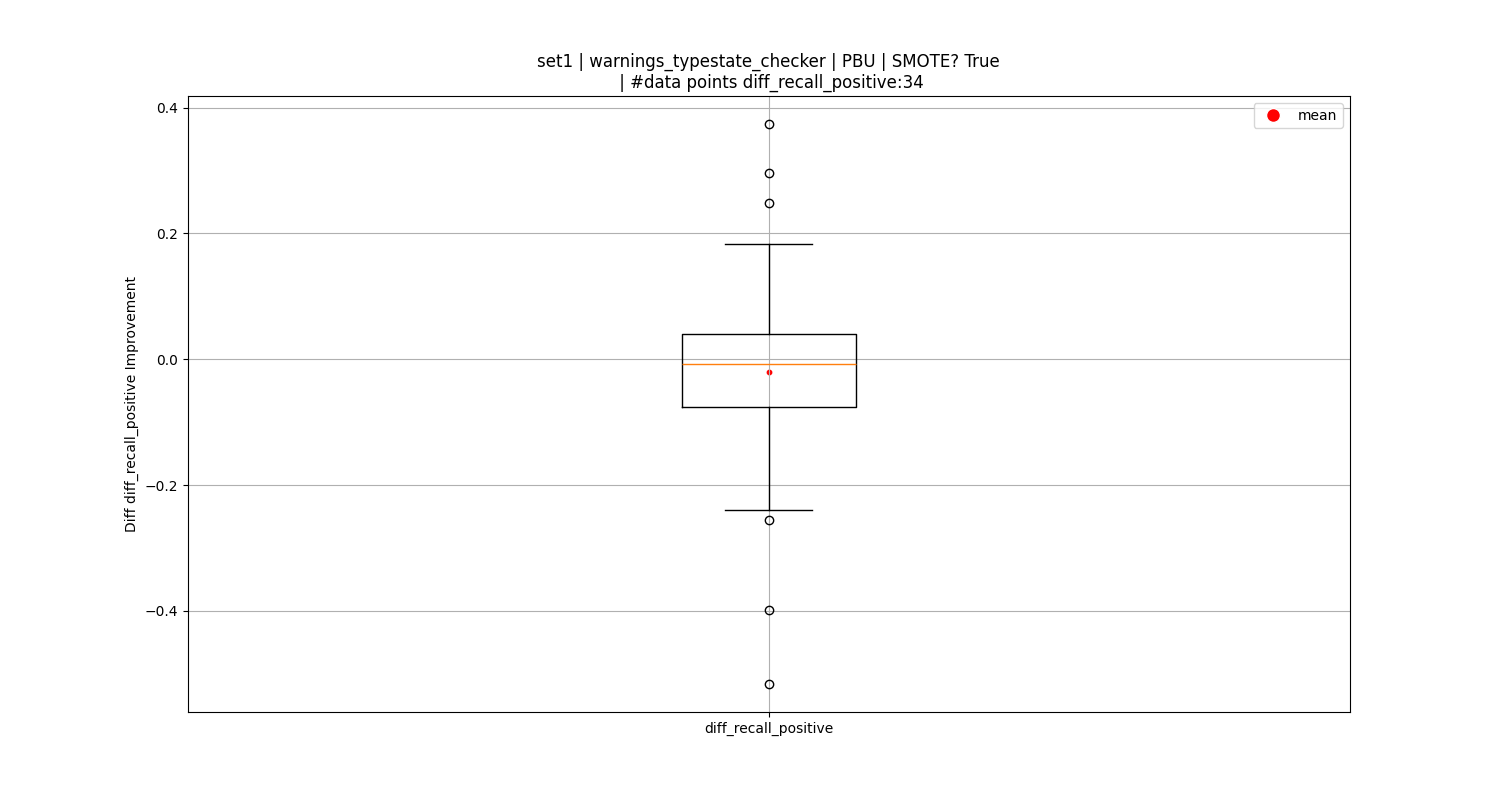 set1 | warnings_typestate_checker | PBU | SMOTE? True
| #data points diff_recall_positive:34
mean
0.4
0.2
0.0
−0.2
−0.4
Diff diff_recall_positive Improvement
diff_recall_positive